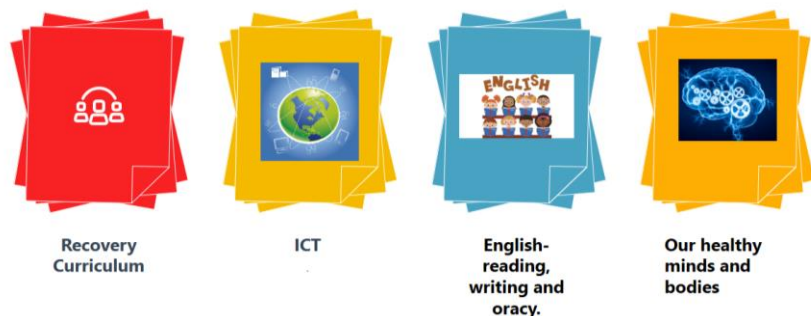 ENGLISH
Recovery
Curriculum
ICT
.
English-
reading,
writing and
oracy.
Our healthy
minds and
bodies